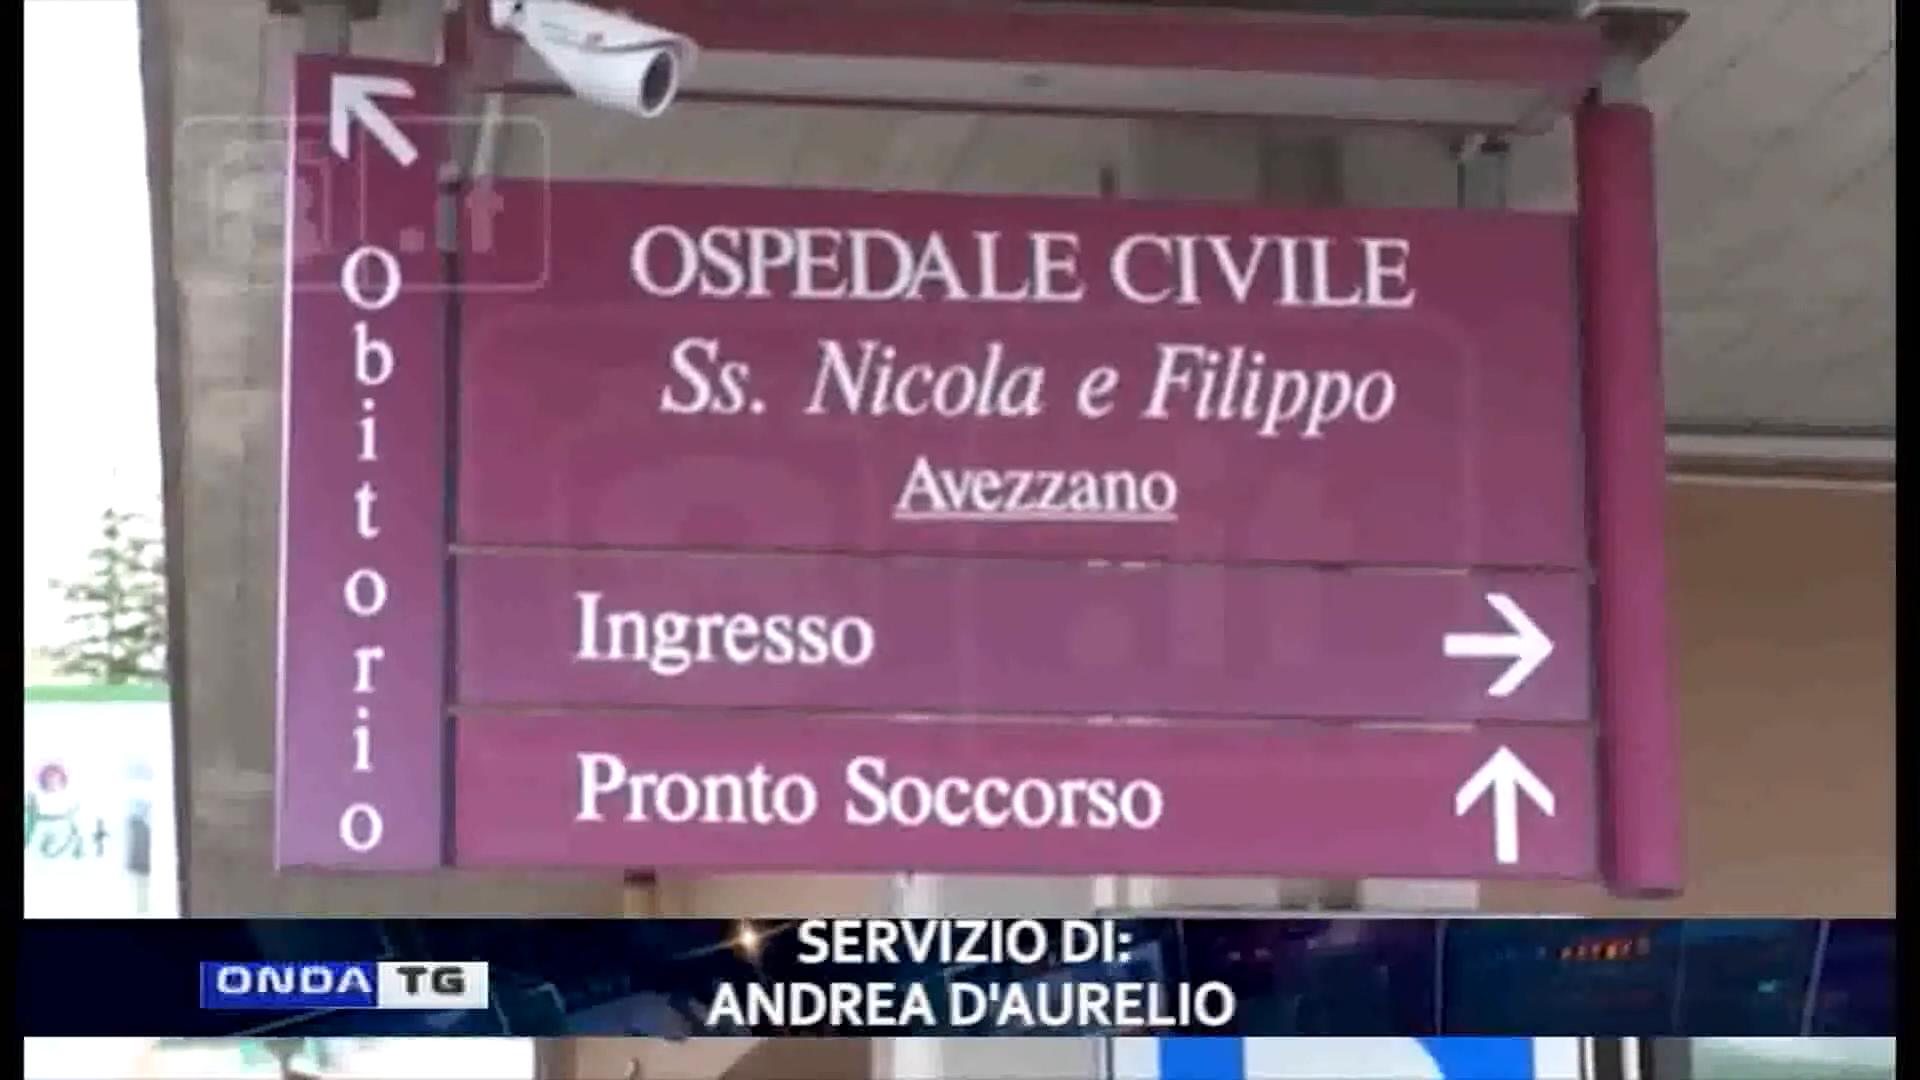 Obitorio
OSPEDALE CIVILE
Ss. Nicola e Filippo
Avezzano
Ingresso
Pronto Soccorso
SERVIZIO DI:
ANDREA D'AURELIO
ONDA TG